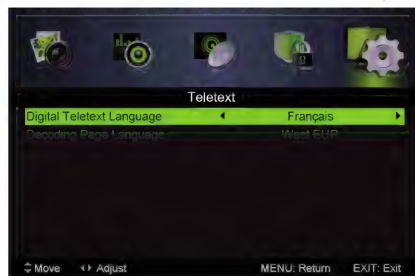 Teletext
Digital Teletext Language Français
Decoding Page Language West EUR
Move Adjust MENU: Return EXIT: Exit